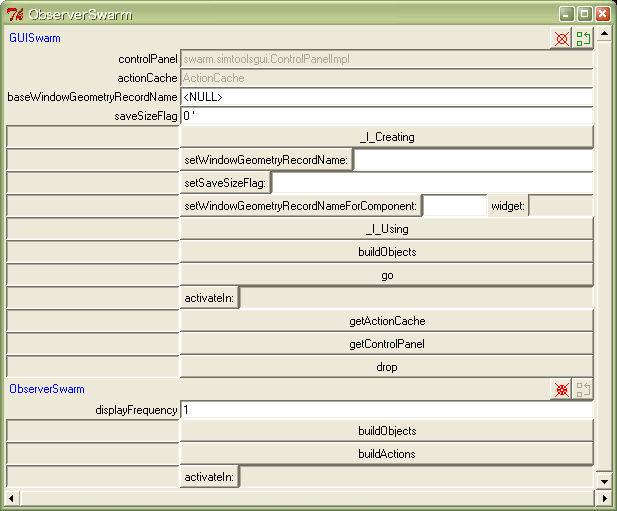 ObserverSwarm
GUISwarm
controlPanel swarm.simtoolsgui.ControlPanelImpl
actionCache ActionCache
baseWindowGeometryRecordName <NULL>
saveSizeFlag 0 '
_I_Creating
setWindowGeometryRecordName:
setSaveSizeFlag:
setWindowGeometryRecordNameForComponent: widget:
_I_Using
buildObjects
go
activateIn:
getActionCache
getControlPanel
drop
ObserverSwarm
displayFrequency 1
buildObjects
buildActions
activateIn: